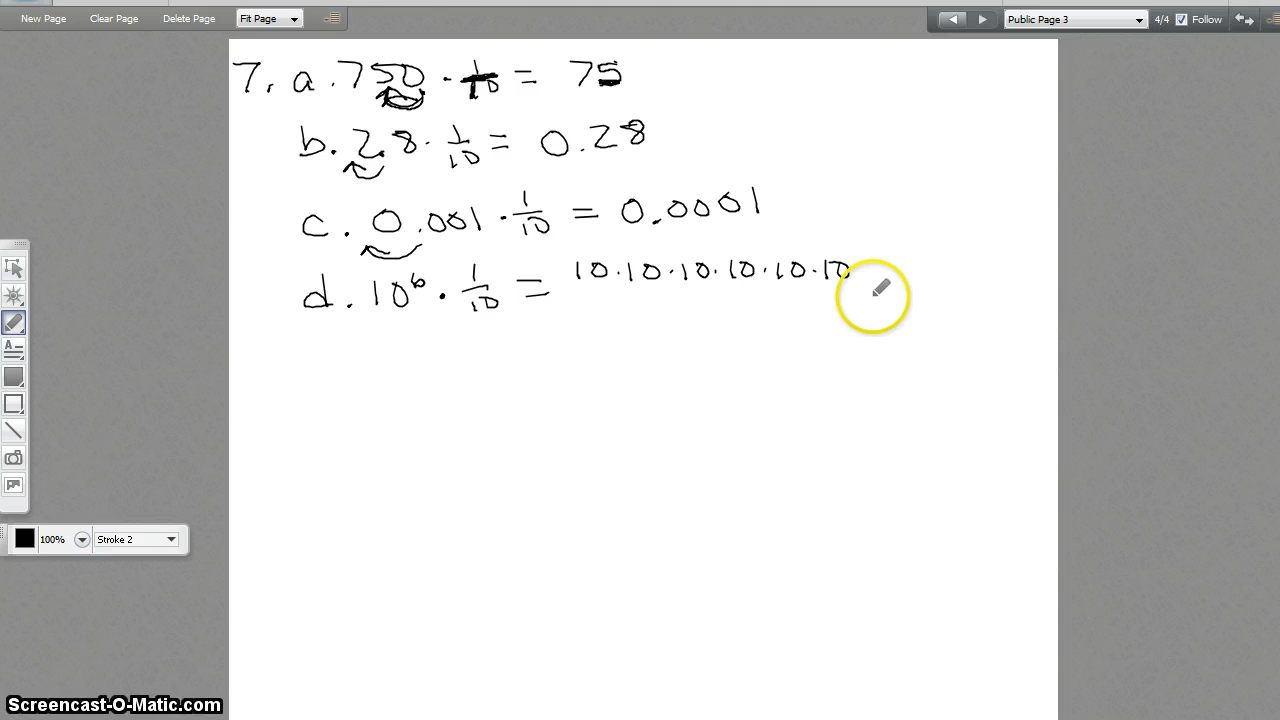 New Page Clear Page Delete Page Fit Page Public Page 3 4/4 Follow
7. a. 750 · 1/10 = 75
b. 2.8 · 1/10 = 0.28
c. 0.001 · 1/10 = 0.0001
d. 10⁶ · 1/10 = 10·10·10·10·10·10
100% Stroke 2
Screencast-O-Matic.com